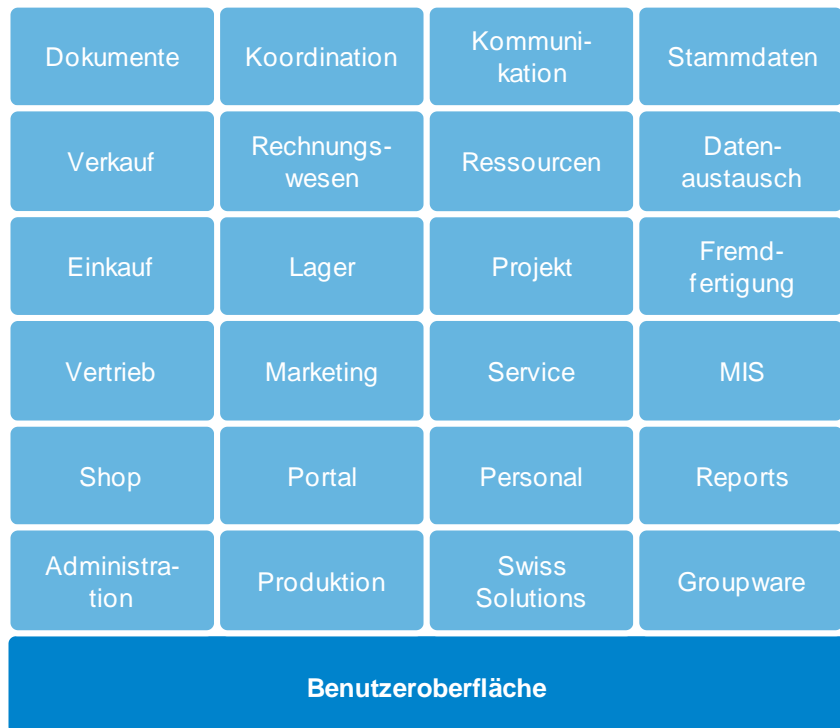 Dokumente
Koordination
Kommuni-
kation
Stammdaten
Verkauf
Rechnungs-
wesen
Ressourcen
Daten-
austausch
Einkauf
Lager
Projekt
Fremd-
fertigung
Vertrieb
Marketing
Service
MIS
Shop
Portal
Personal
Reports
Administra-
tion
Produktion
Swiss
Solutions
Groupware
Benutzeroberfläche